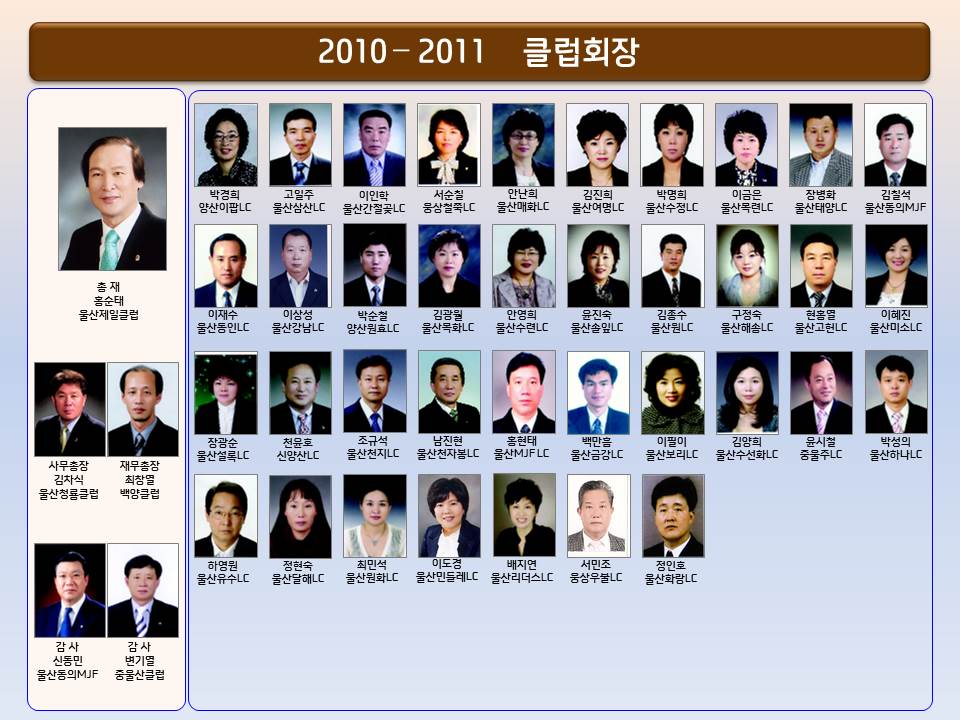 2010 – 2011 클럽회장
총 재
홍순태
울산제일클럽
사무총장
김차식
울산청룡클럽
재무총장
최창열
백양클럽
감 사
신동민
울산동의MJF
감 사
변기열
중울산클럽
박경희
양산이팝LC
고일주
울산삼산LC
이인학
울산간절곶LC
서순칠
웅상철쭉LC
안난희
울산매화LC
김진희
울산여명LC
박명희
울산수정LC
이금은
울산목련LC
장병화
울산태양LC
김칠석
울산동의MJF
이재수
울산동인LC
이상성
울산강남LC
박순철
양산원효LC
김광월
울산목화LC
안영희
울산수련LC
윤진숙
울산솔잎LC
김종수
울산원LC
구정숙
울산해송LC
현홍열
울산고헌LC
이혜진
울산미소LC
장광순
울산설록LC
천윤호
신양산LC
조규석
울산천지LC
남진현
울산천자봉LC
홍현태
울산MJF LC
백만흠
울산금강LC
이필이
울산보리LC
김양희
울산수선화LC
윤시철
중울주LC
박성의
울산하나LC
하영원
울산유수LC
정현숙
울산달해LC
최민석
울산원화LC
이도경
울산민들레LC
배지연
울산리더스LC
서민조
웅상우불LC
정인호
울산화랑LC